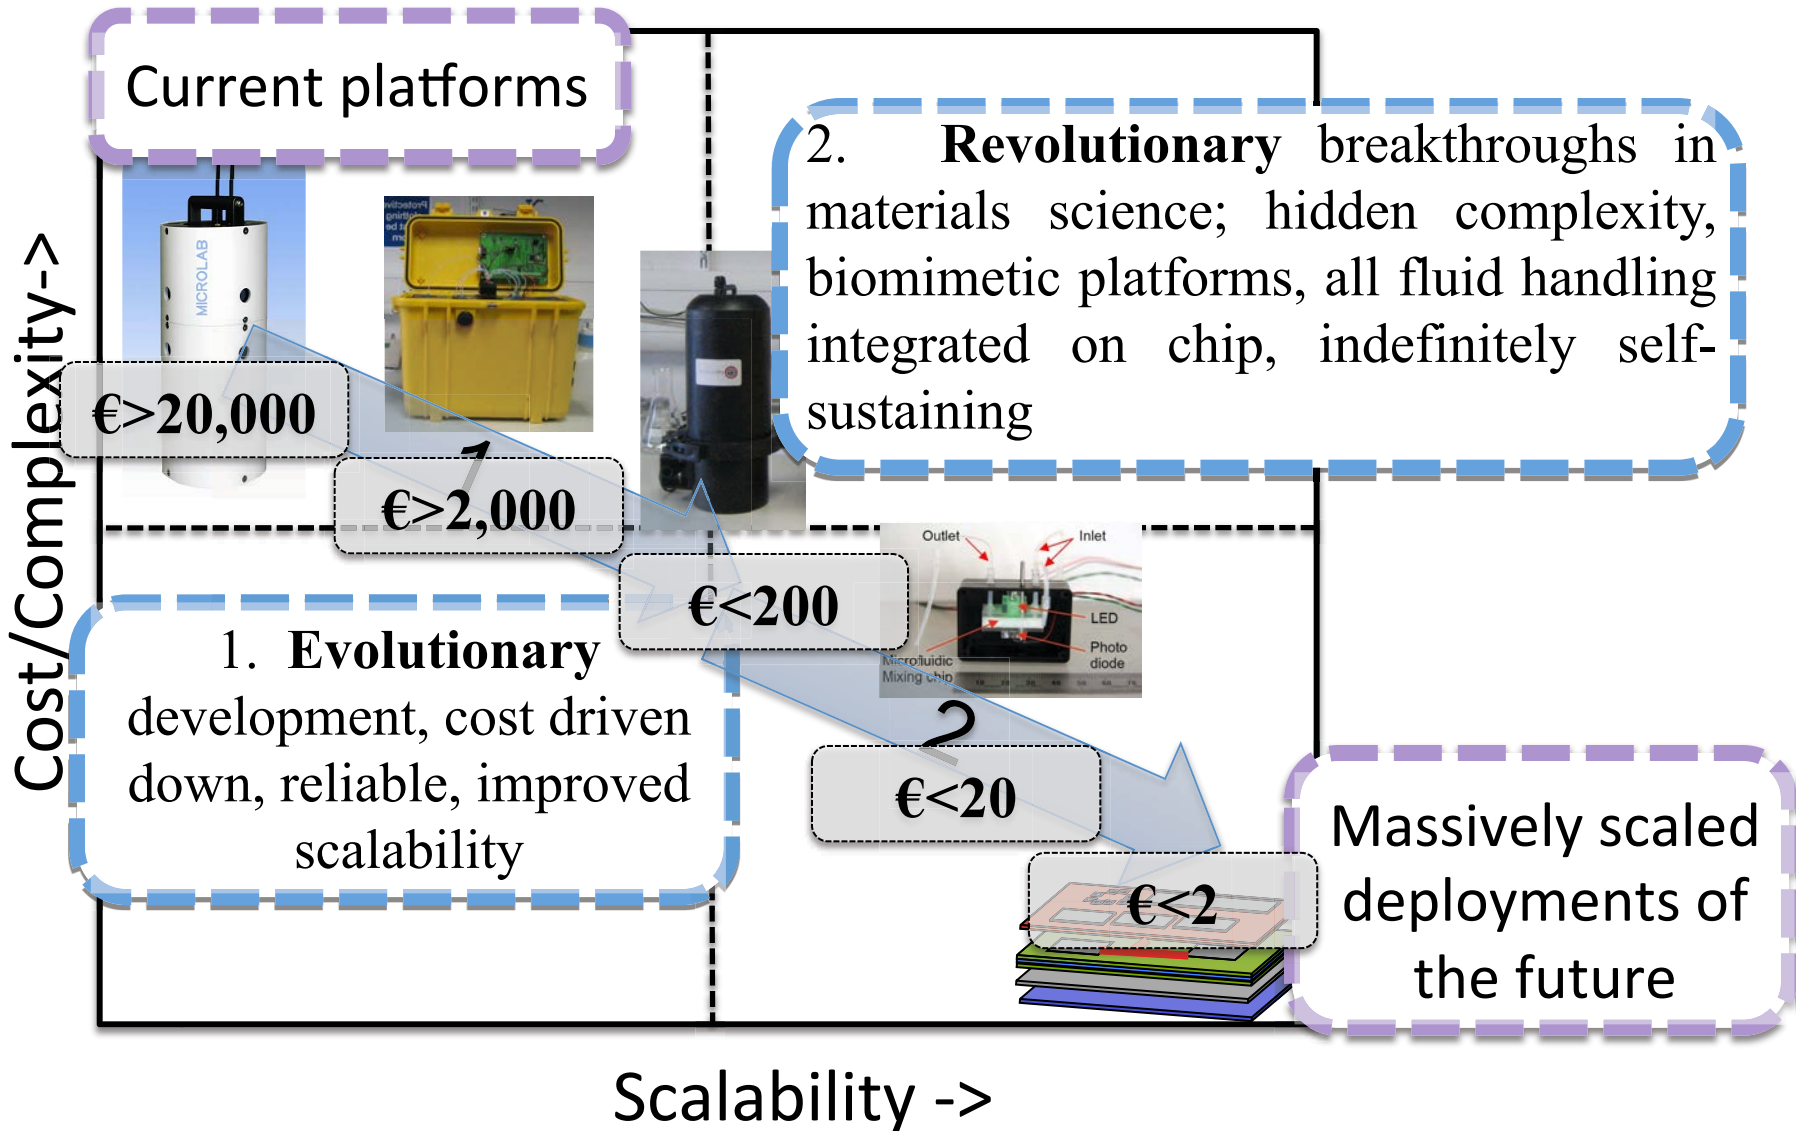 Current platforms
2. Revolutionary breakthroughs in
materials science; hidden complexity,
biomimetic platforms, all fluid handling
integrated on chip, indefinitely self-
sustaining
MICROLAB
Cost/Complexity->
€>20,000
1
€>2,000
€<200
Outlet
Inlet
LED
Photo
diode
Microfluidic
Mixing chip
1. Evolutionary
development, cost driven
down, reliable, improved
scalability
2
€<20
€<2
Massively scaled
deployments of
the future
Scalability ->